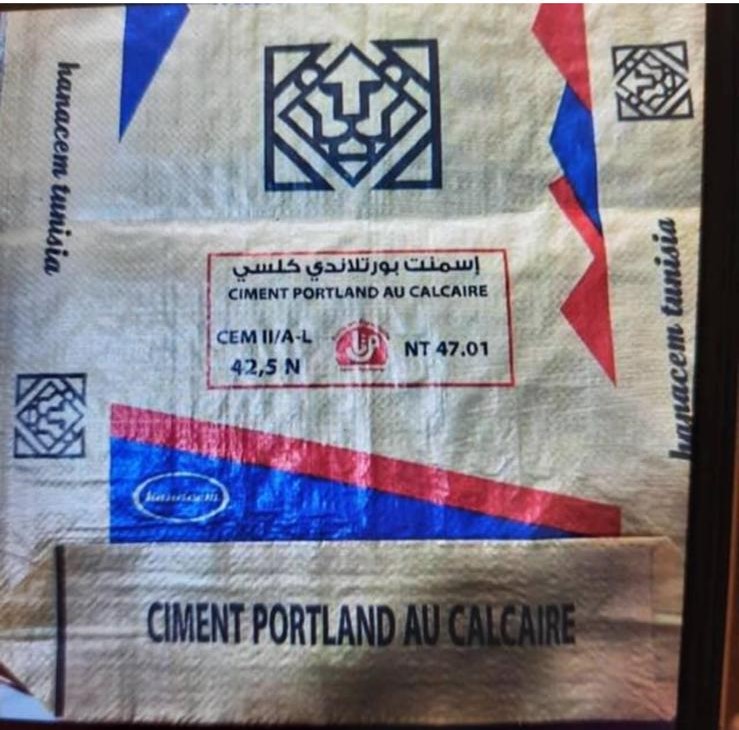 hanacem tunisia
إسمنت بورتلاندي كلسي
CIMENT PORTLAND AU CALCAIRE
CEM II/A-L
42,5 N
NT 47.01
hanacem tunisia
hanacem
CIMENT PORTLAND AU CALCAIRE